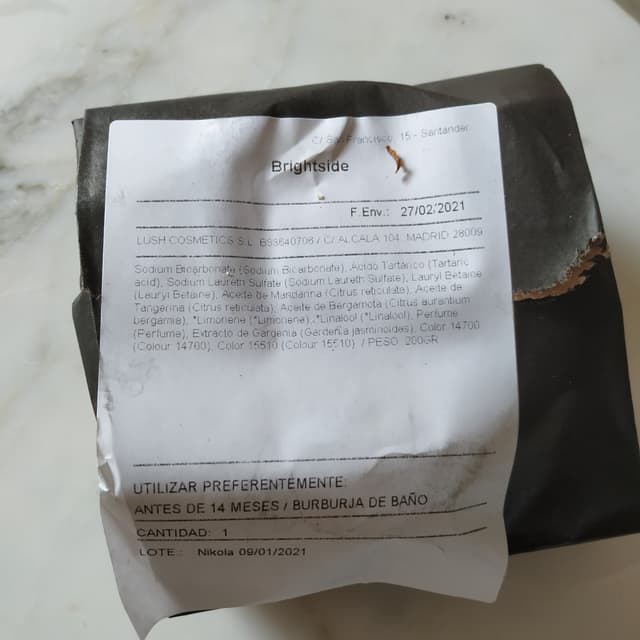 C/ San Francisco, 15 - Santander
Brightside
F.Env.: 27/02/2021
LUSH COSMETICS S.L. B83640706 / C/ ALCALA 104. MADRID 28009
Sodium Bicarbonate (Sodium Bicarbonate), Acido Tartárico (Tartaric
acid), Sodium Laureth Sulfate (Sodium Laureth Sulfate), Lauryl Betaine
(Lauryl Betaine), Aceite de Mandarina (Citrus reticulata), Aceite de
Tangerina (Citrus reticulata), Aceite de Bergamota (Citrus aurantium
bergamia), *Limonene (*Limonene), *Linalool (*Linalool), Perfume
(Perfume), Extracto de Gardenia (Gardenia jasminoides), Color 14700
(Colour 14700), Color 15510 (Colour 15510) / PESO: 200GR
UTILIZAR PREFERENTEMENTE:
ANTES DE 14 MESES / BURBURJA DE BAÑO
CANTIDAD: 1
LOTE: Nikola 09/01/2021